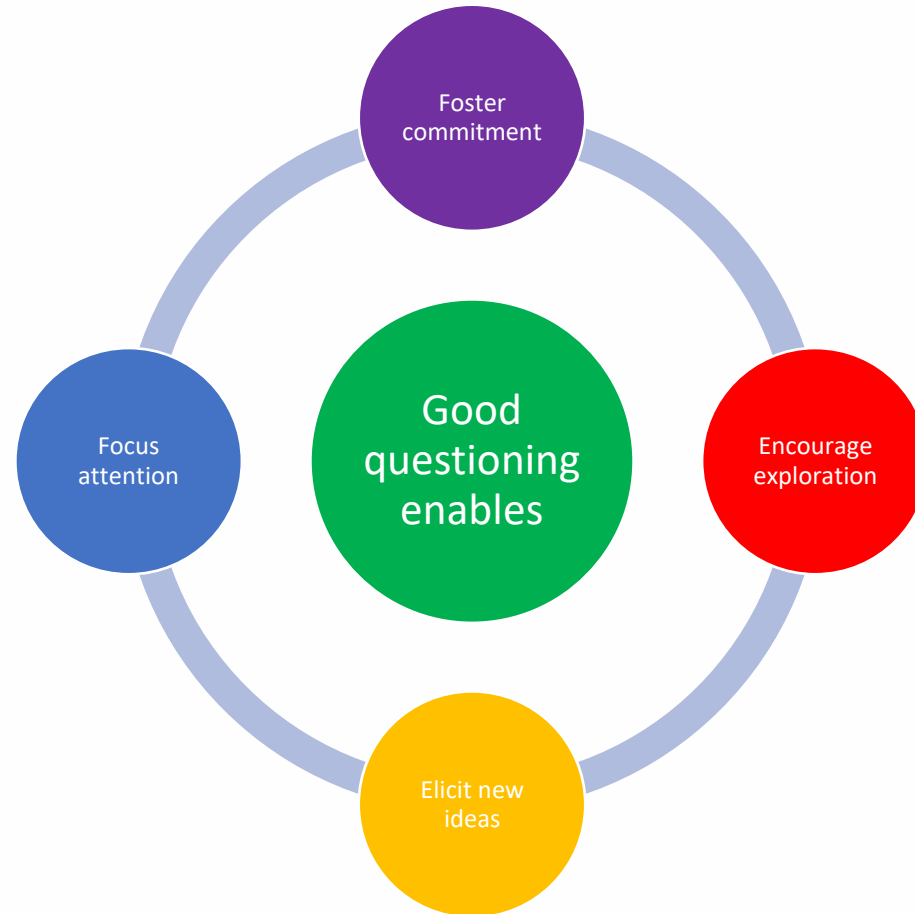 Foster
commitment
Good
questioning
enables
Focus
attention
Encourage
exploration
Elicit new
ideas